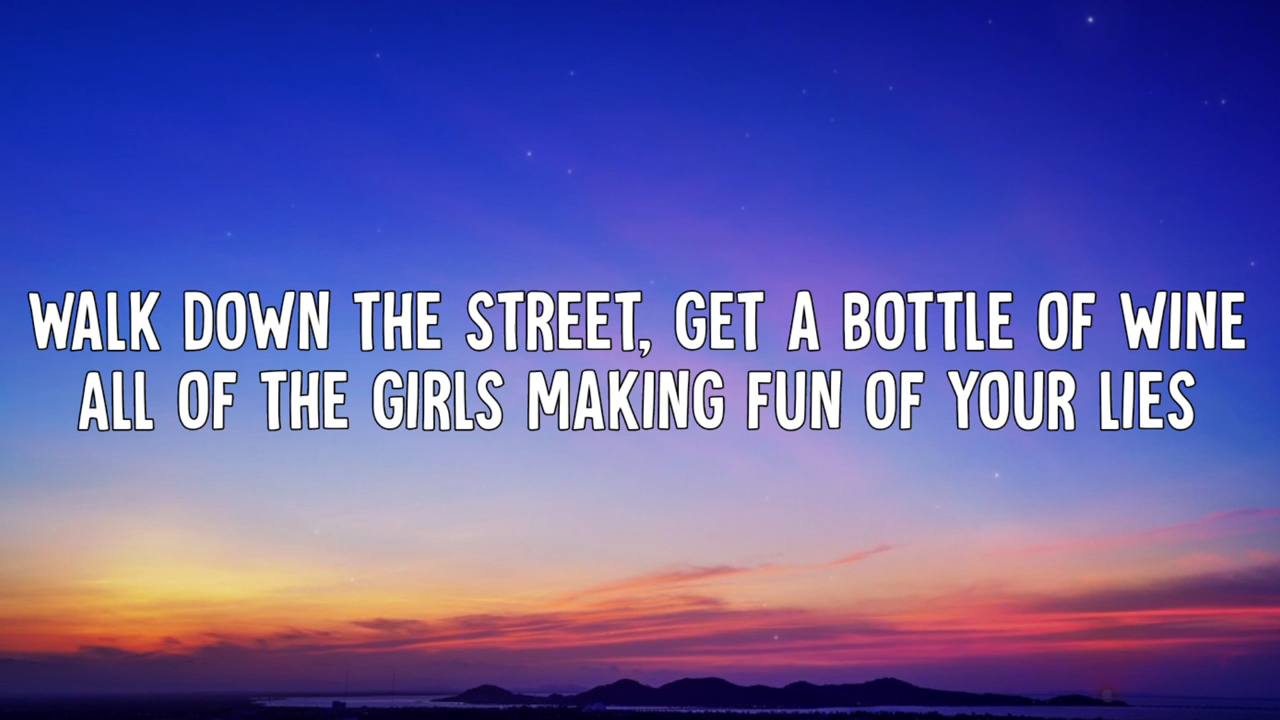 WALK DOWN THE STREET, GET A BOTTLE OF WINE
ALL OF THE GIRLS MAKING FUN OF YOUR LIES